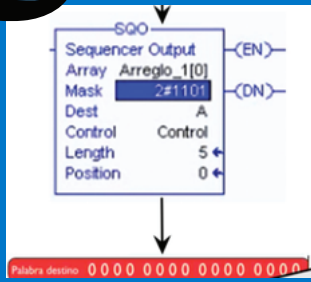 SQO
Sequencer Output (EN)
Array Arreglo_1[0]
Mask 2#1101 (DN)
Dest A
Control Control
Length 5
Position 0
Palabra destino 0000 0000 0000 0000